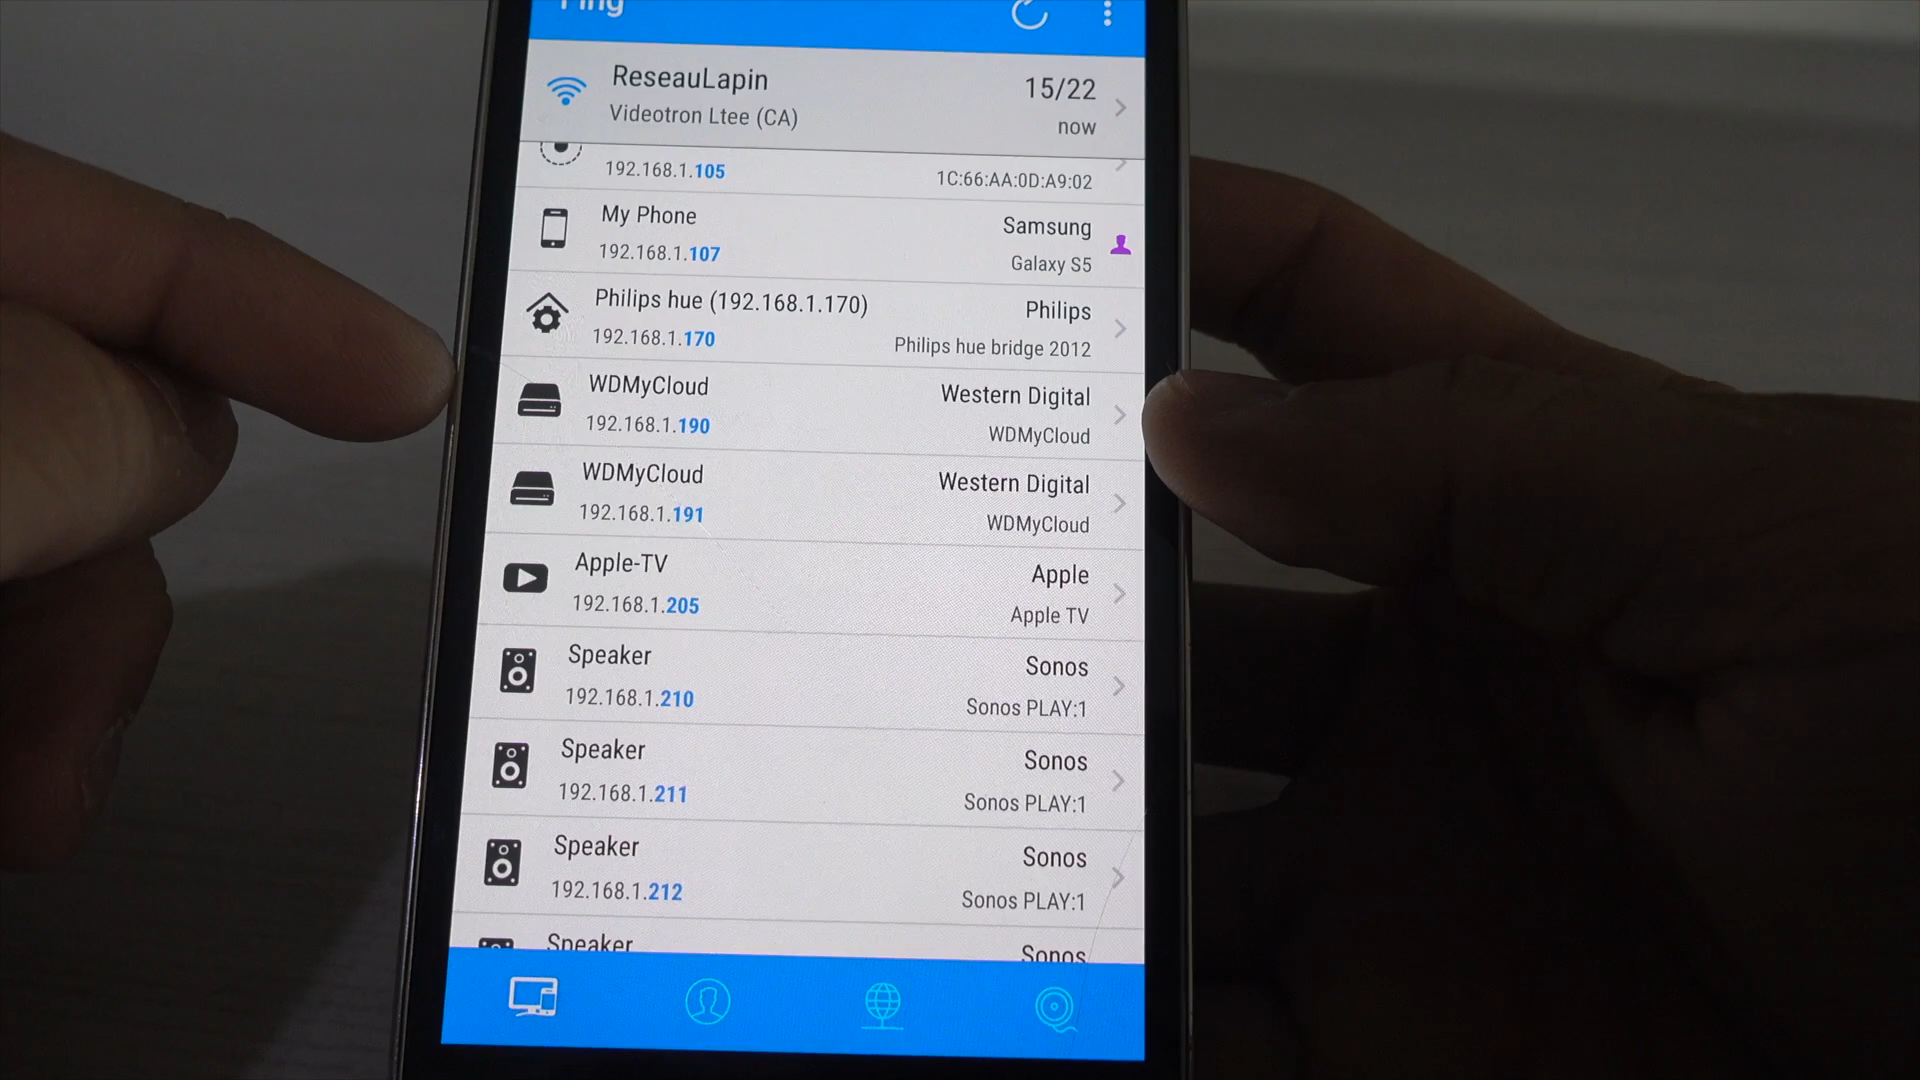 Fing
ReseauLapin 15/22
Videotron Ltee (CA) now
192.168.1.105 1C:66:AA:0D:A9:02
My Phone Samsung
192.168.1.107 Galaxy S5
Philips hue (192.168.1.170) Philips
192.168.1.170 Philips hue bridge 2012
WDMyCloud Western Digital
192.168.1.190 WDMyCloud
WDMyCloud Western Digital
192.168.1.191 WDMyCloud
Apple-TV Apple
192.168.1.205 Apple TV
Speaker Sonos
192.168.1.210 Sonos PLAY:1
Speaker Sonos
192.168.1.211 Sonos PLAY:1
Speaker Sonos
192.168.1.212 Sonos PLAY:1
Speaker Sonos